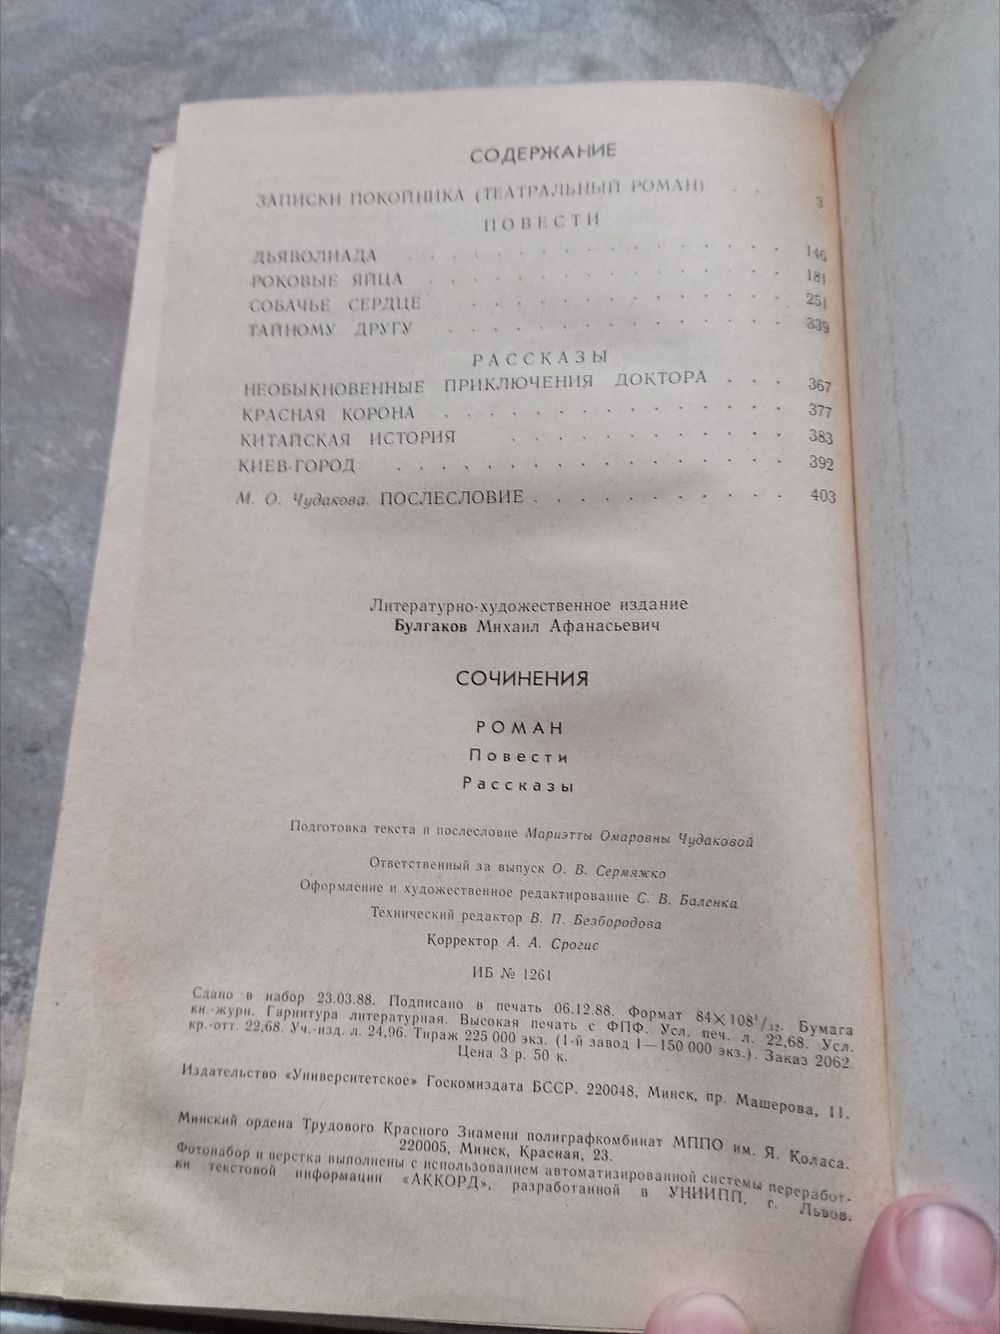 СОДЕРЖАНИЕ
ЗАПИСКИ ПОКОЙНИКА (ТЕАТРАЛЬНЫЙ РОМАН) . . 3
ПОВЕСТИ
ДЬЯВОЛИАДА . . . . . . . . . . . . . . 146
РОКОВЫЕ ЯЙЦА . . . . . . . . . . . . . 181
СОБАЧЬЕ СЕРДЦЕ . . . . . . . . . . . . 251
ТАЙНОМУ ДРУГУ . . . . . . . . . . . . . 339
РАССКАЗЫ
НЕОБЫКНОВЕННЫЕ ПРИКЛЮЧЕНИЯ ДОКТОРА . . . 367
КРАСНАЯ КОРОНА . . . . . . . . . . . . . 377
КИТАЙСКАЯ ИСТОРИЯ . . . . . . . . . . . 383
КИЕВ-ГОРОД . . . . . . . . . . . . . . . 392
М. О. Чудакова. ПОСЛЕСЛОВИЕ . . . . . . . . . . 403
Литературно-художественное издание
Булгаков Михаил Афанасьевич
СОЧИНЕНИЯ
РОМАН
Повести
Рассказы
Подготовка текста и послесловие Мариэтты Омаровны Чудаковой
Ответственный за выпуск О. В. Сермяжко
Оформление и художественное редактирование С. В. Баленка
Технический редактор В. П. Безбородова
Корректор А. А. Срогис
ИБ № 1261
Сдано в набор 23.03.88. Подписано в печать 06.12.88. Формат 84×108¹/₃₂. Бумага
кн.-журн. Гарнитура литературная. Высокая печать с ФПФ. Усл. печ. л. 22,68. Усл.
кр.-отт. 22,68. Уч.-изд. л. 24,96. Тираж 225 000 экз. (1-й завод 1—150 000 экз.). Заказ 2062.
Цена 3 р. 50 к.
Издательство «Университетское» Госкомиздата БССР. 220048, Минск, пр. Машерова, 11.
Минский ордена Трудового Красного Знамени полиграфкомбинат МППО им. Я. Коласа.
220005, Минск, Красная, 23.
Фотонабор и верстка выполнены с использованием автоматизированной системы переработ-
ки текстовой информации «АККОРД», разработанной в УНИИПП, г. Львов.